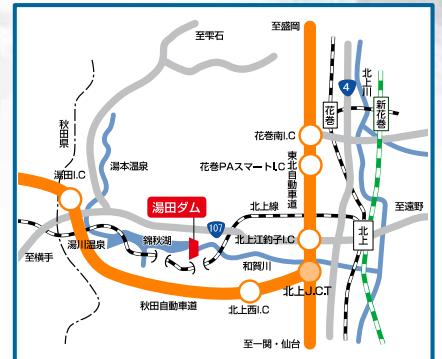 至盛岡
至雫石
4
北上川
新花巻
花巻
秋田県
花巻南I.C
湯本温泉
花巻PAスマートI.C
東北自動車道
湯田I.C
湯田ダム
北上線
至遠野
107
北上
湯川温泉
錦秋湖
北上江釣子I.C
至横手
和賀川
北上J.C.T
秋田自動車道
北上西I.C
至一関・仙台